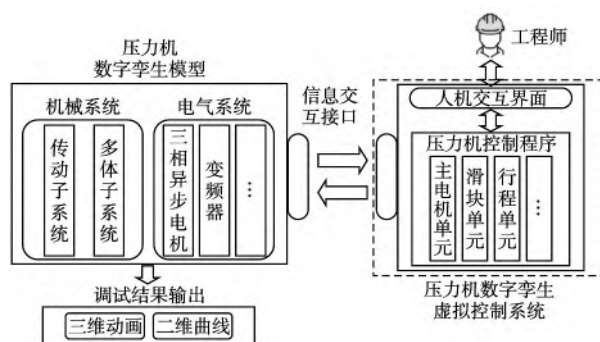 工程师
压力机
数字孪生模型
机械系统
传动子系统
多体子系统
电气系统
三相异步电机
变频器
…
信息交
互接口
人机交互界面
压力机控制程序
主电机单元
滑块单元
行程单元
…
压力机数字孪生
虚拟控制系统
调试结果输出
三维动画
二维曲线